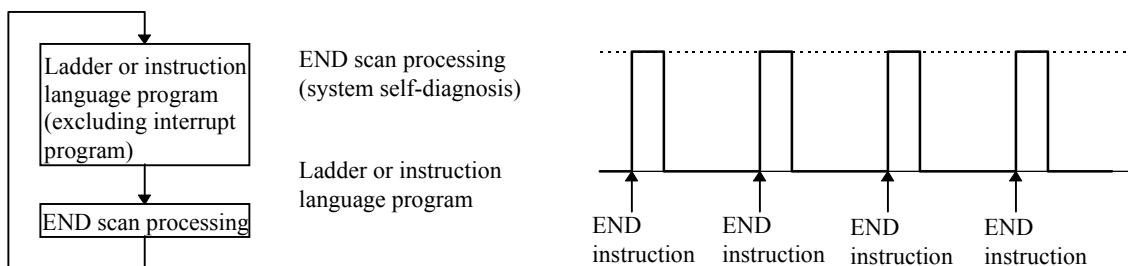 Ladder or instruction
language program
(excluding interrupt
program)
END scan processing
END scan processing
(system self-diagnosis)
Ladder or instruction
language program
END
instruction
END
instruction
END
instruction
END
instruction